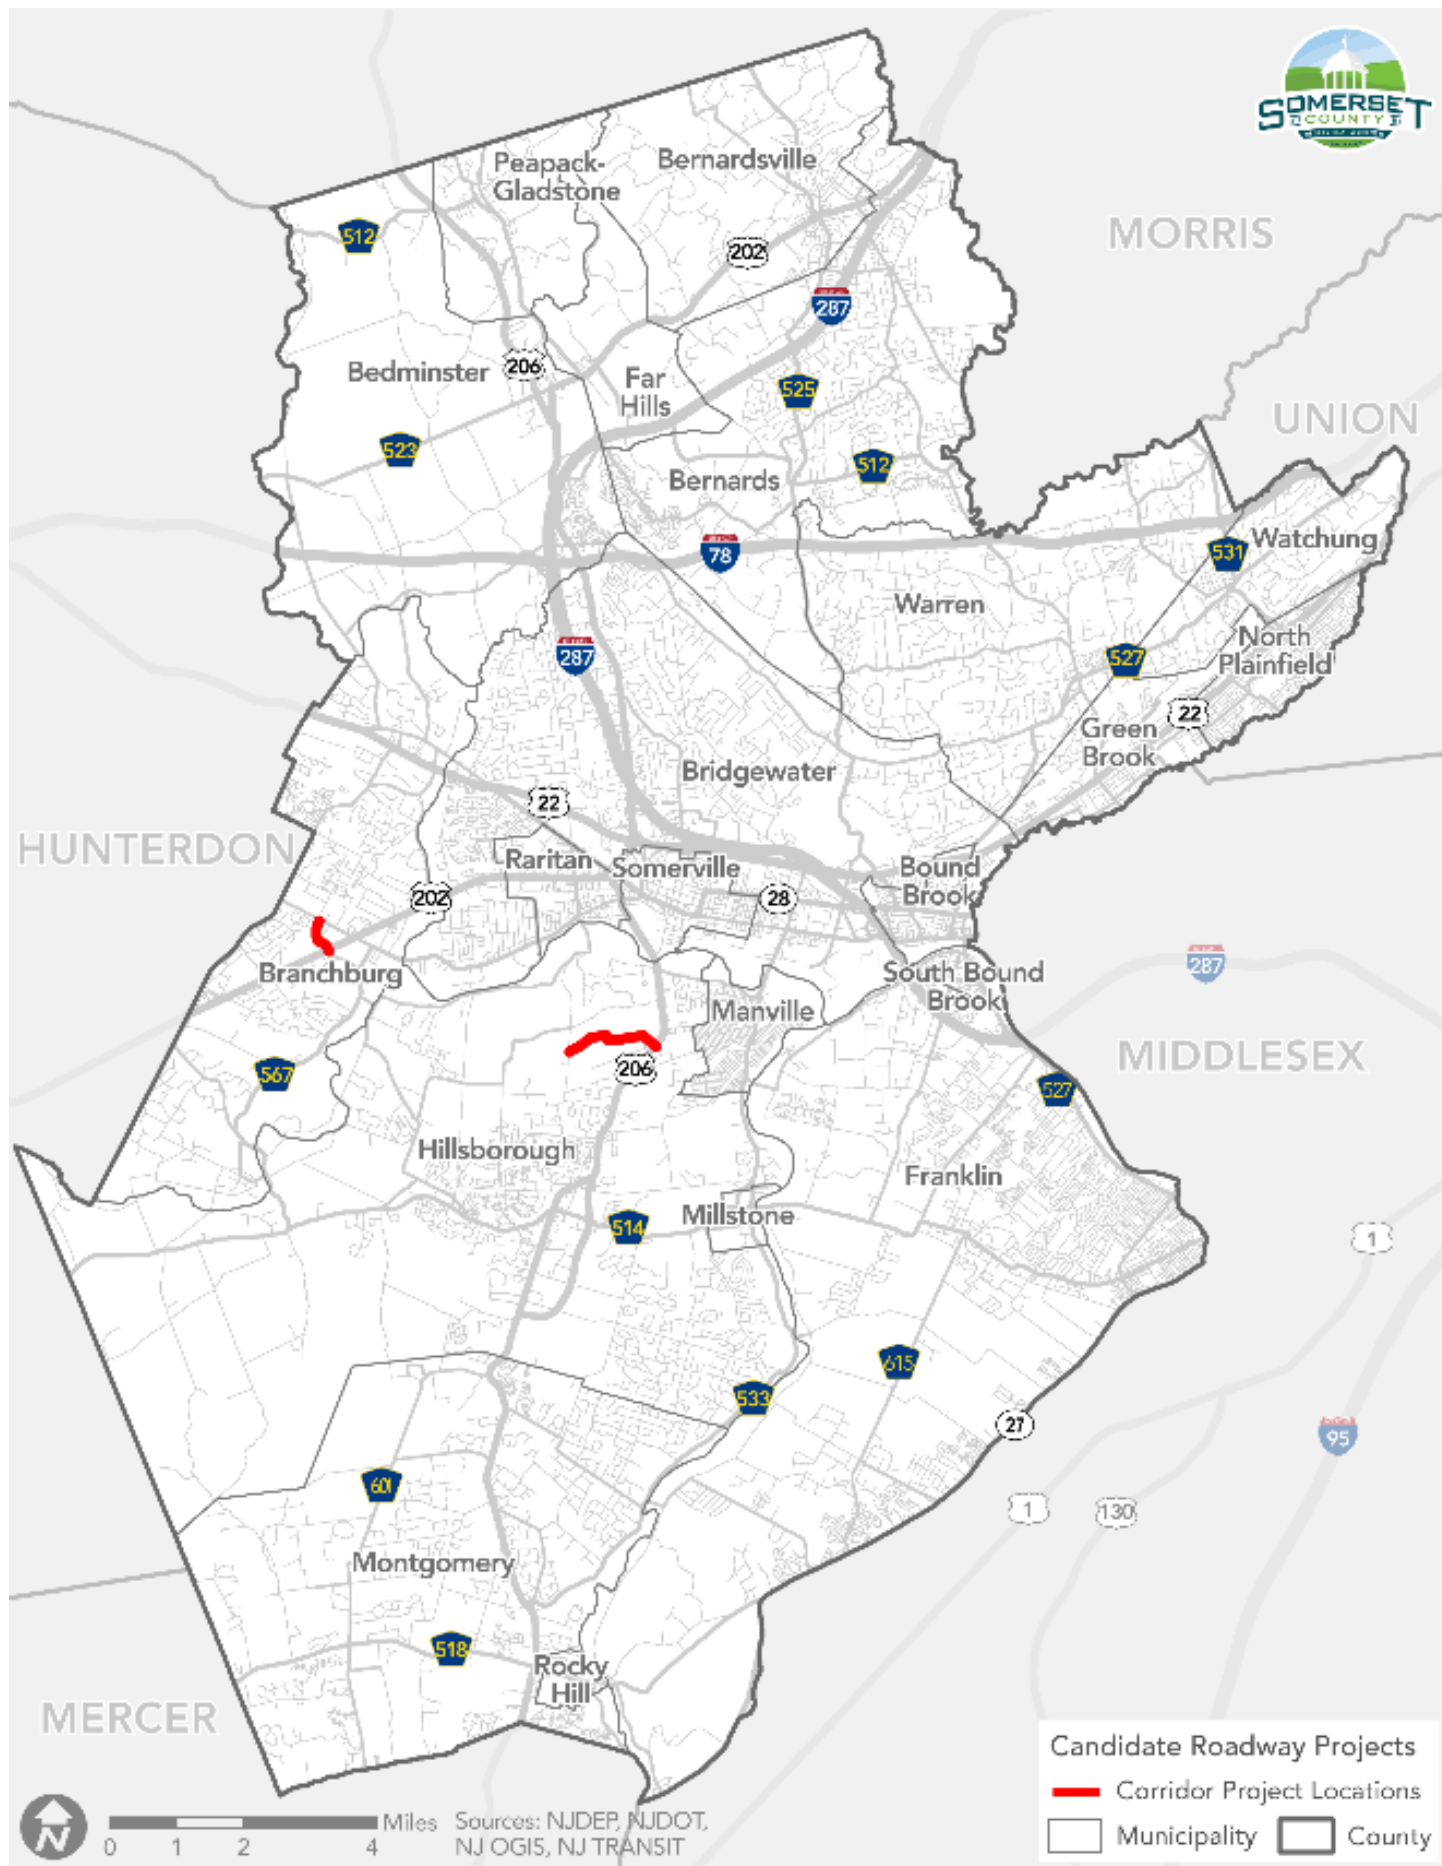 SOMERSET
COUNTY
Peapack-
Gladstone
Bernardsville
MORRIS
512
202
287
206
Bedminster
Far
Hills
525
UNION
523
512
Bernards
531
Watchung
78
Warren
North
Plainfield
287
527
22
Green
Brook
Bridgewater
22
HUNTERDON
Raritan
Somerville
Bound
Brook
202
28
287
Branchburg
South Bound
Brook
Manville
MIDDLESEX
206
567
527
Hillsborough
Franklin
514
Millstone
1
615
533
27
95
601
1
130
Montgomery
518
Rocky
Hill
MERCER
Candidate Roadway Projects
Corridor Project Locations
Municipality
County
N
0 1 2 4 Miles
Sources: NJDEP, NJDOT,
NJ OGIS, NJ TRANSIT